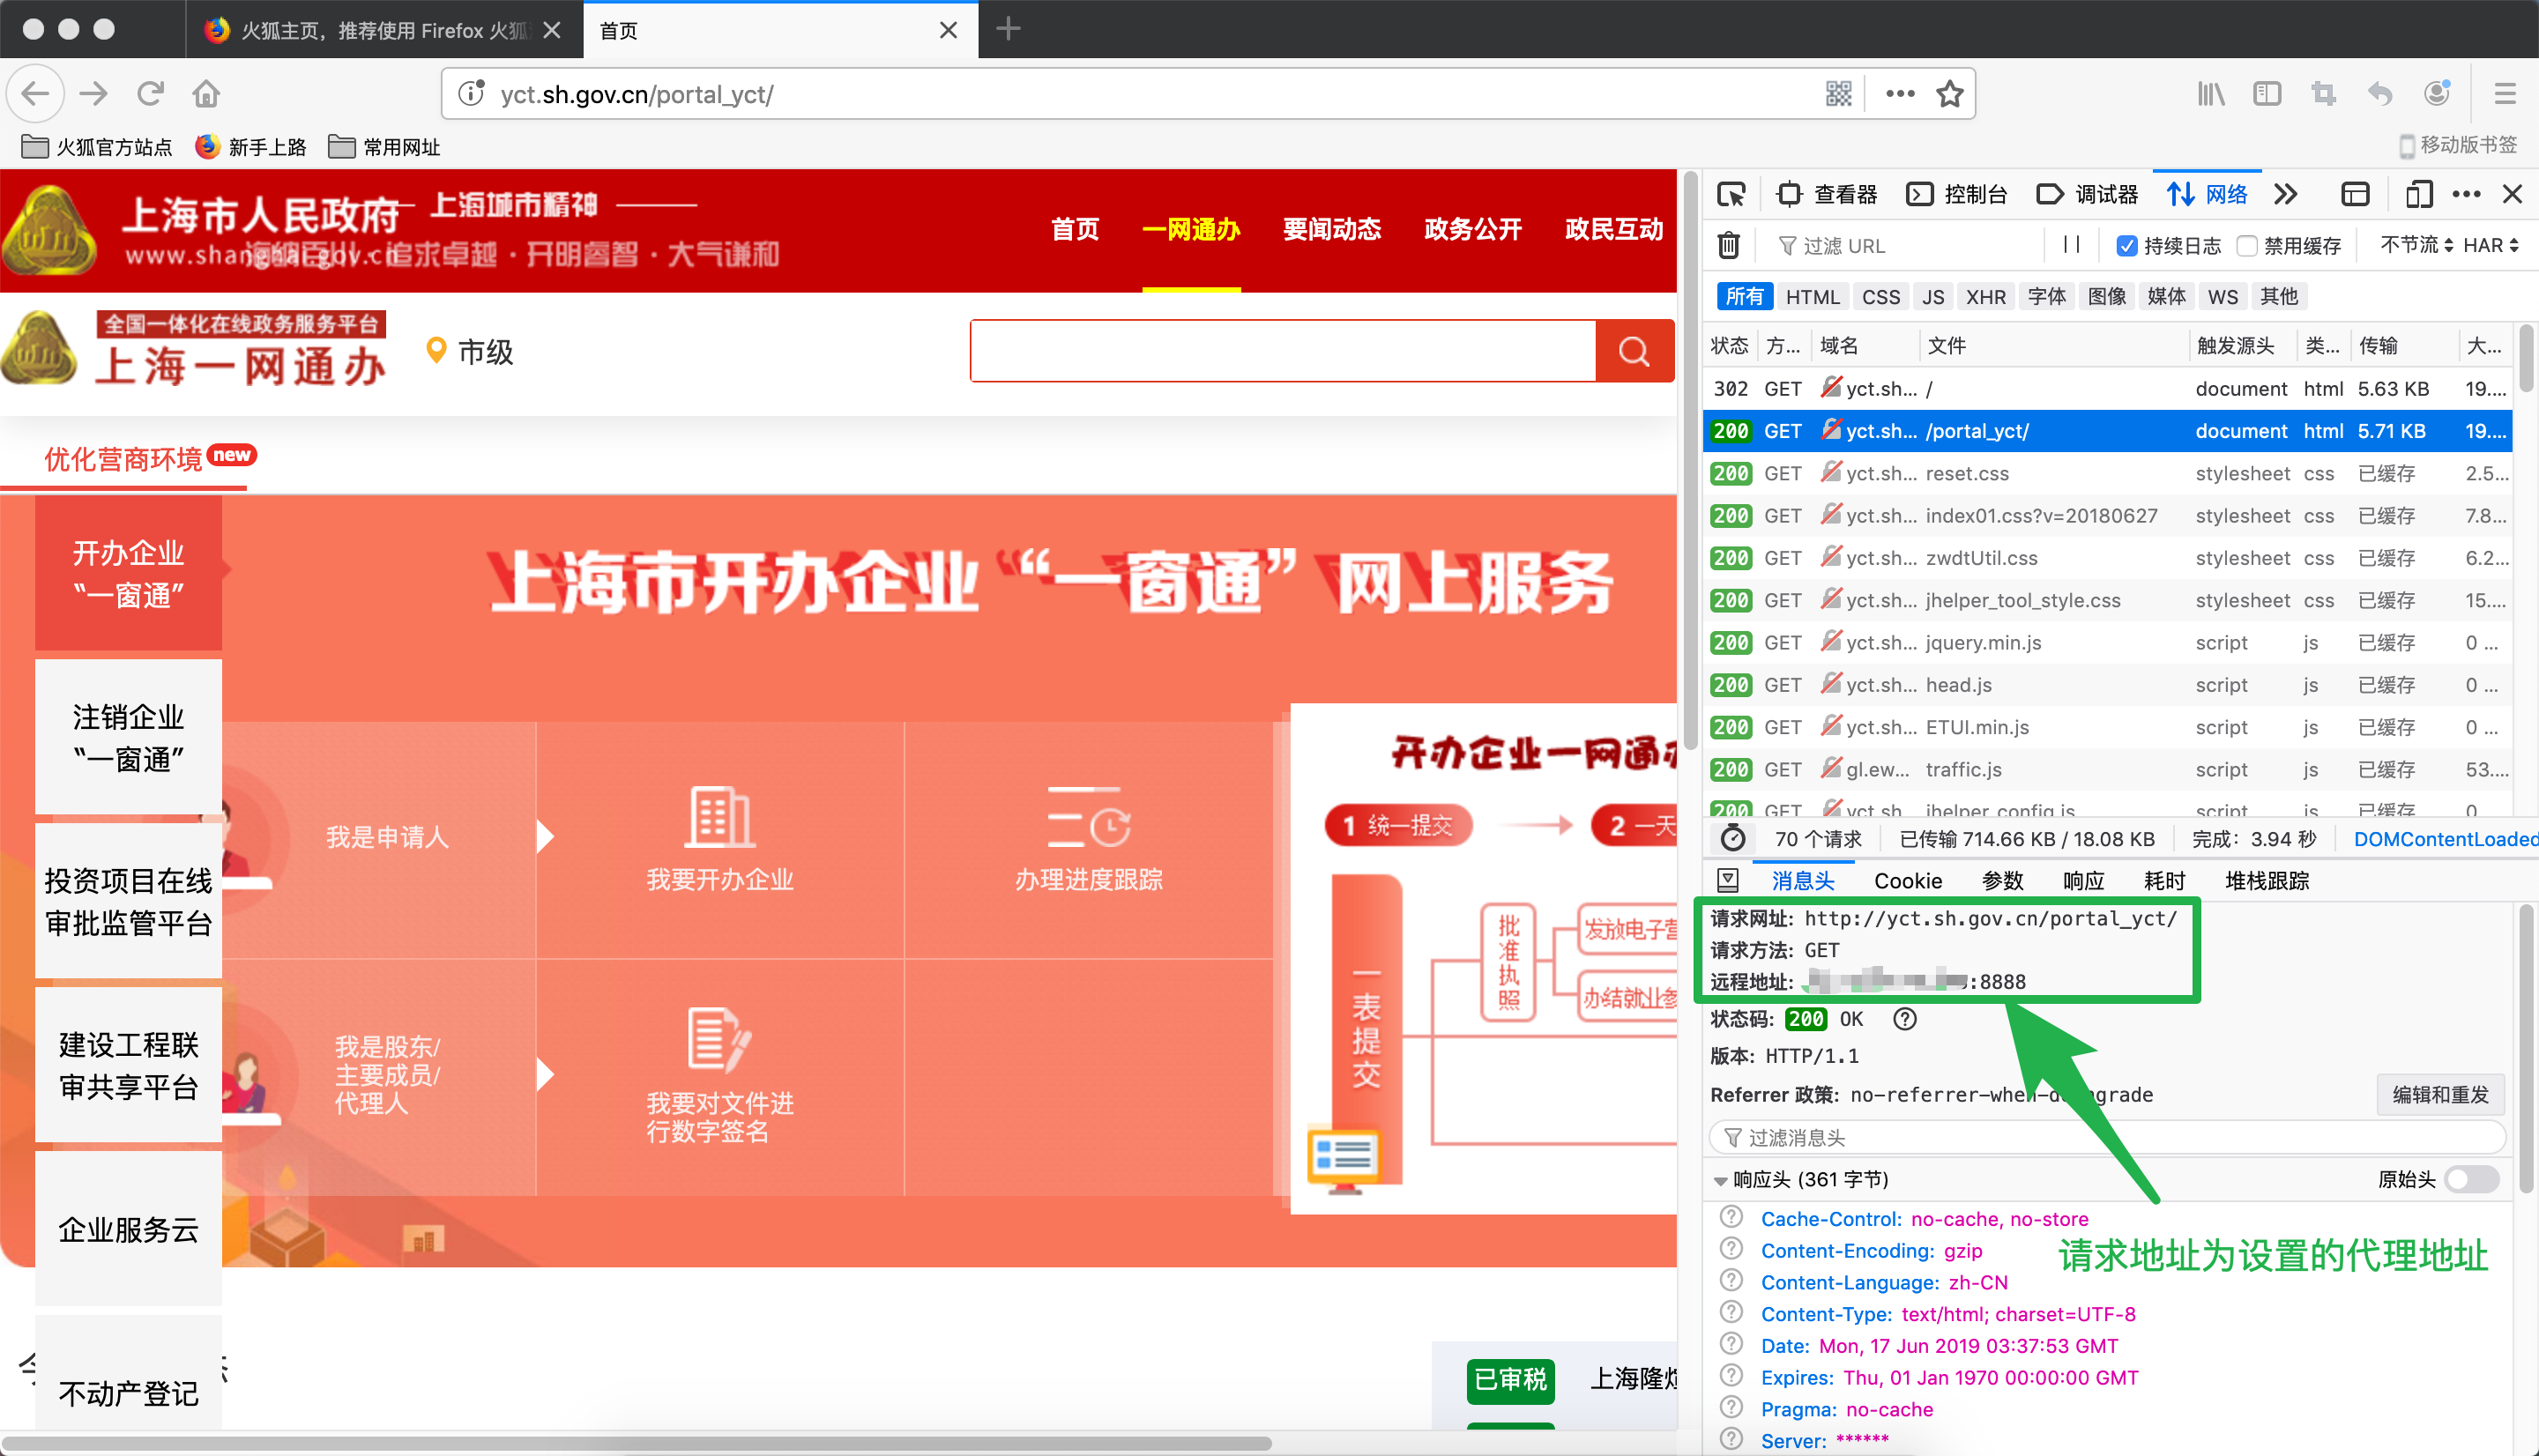 火狐主页，推荐使用 Firefox 火狐
首页
yct.sh.gov.cn/portal_yct/
火狐官方站点 新手上路 常用网址
移动版书签
上海市人民政府
上海城市精神
www.shanghai.gov.cn
海纳百川·追求卓越·开明睿智·大气谦和
首页 一网通办 要闻动态 政务公开 政民互动
全国一体化在线政务服务平台
上海一网通办
市级
优化营商环境 new
开办企业
“一窗通”
注销企业
“一窗通”
投资项目在线
审批监管平台
建设工程联
审共享平台
企业服务云
不动产登记
上海市开办企业“一窗通”网上服务
我是申请人
我要开办企业
办理进度跟踪
我是股东/
主要成员/
代理人
我要对文件进
行数字签名
开办企业一网通办
1 统一提交
2 一天
一表提交
批准执照
发放电子营
办结就业参
已审税
上海隆煊
查看器 控制台 调试器 网络
过滤 URL
持续日志 禁用缓存 不节流 HAR
所有 HTML CSS JS XHR 字体 图像 媒体 WS 其他
状态 方... 域名 文件 触发源头 类... 传输 大...
302 GET yct.sh... / document html 5.63 KB 19....
200 GET yct.sh... /portal_yct/ document html 5.71 KB 19....
200 GET yct.sh... reset.css stylesheet css 已缓存 2.5...
200 GET yct.sh... index01.css?v=20180627 stylesheet css 已缓存 7.8...
200 GET yct.sh... zwdtUtil.css stylesheet css 已缓存 6.2...
200 GET yct.sh... jhelper_tool_style.css stylesheet css 已缓存 15....
200 GET yct.sh... jquery.min.js script js 已缓存 0 ...
200 GET yct.sh... head.js script js 已缓存 0 ...
200 GET yct.sh... ETUI.min.js script js 已缓存 0 ...
200 GET gl.ew... traffic.js script js 已缓存 53....
200 GET yct.sh... jhelper_config.js script js 已缓存 0
70 个请求 已传输 714.66 KB / 18.08 KB 完成：3.94 秒 DOMContentLoaded
消息头 Cookie 参数 响应 耗时 堆栈跟踪
请求网址: http://yct.sh.gov.cn/portal_yct/
请求方法: GET
远程地址: :8888
状态码: 200 OK
版本: HTTP/1.1
Referrer 政策: no-referrer-when-downgrade
编辑和重发
过滤消息头
响应头 (361 字节)
原始头
Cache-Control: no-cache, no-store
Content-Encoding: gzip
Content-Language: zh-CN
Content-Type: text/html; charset=UTF-8
Date: Mon, 17 Jun 2019 03:37:53 GMT
Expires: Thu, 01 Jan 1970 00:00:00 GMT
Pragma: no-cache
Server: ******
请求地址为设置的代理地址